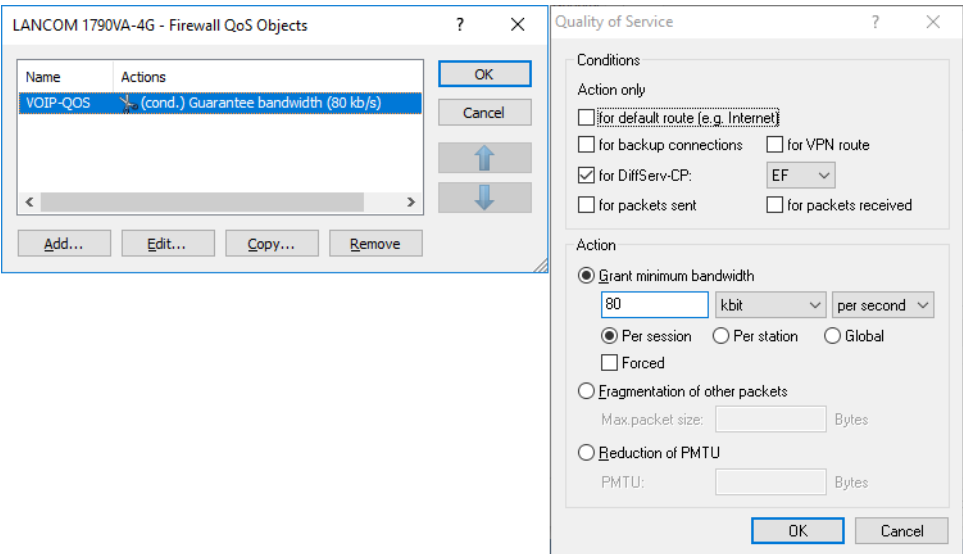 LANCOM 1790VA-4G - Firewall QoS Objects
Name Actions
VOIP-QOS (cond.) Guarantee bandwidth (80 kb/s)
OK
Cancel
Add... Edit... Copy... Remove
Quality of Service
Conditions
Action only
for default route (e.g. Internet)
for backup connections for VPN route
for DiffServ-CP: EF
for packets sent for packets received
Action
Grant minimum bandwidth
80 kbit per second
Per session Per station Global
Forced
Fragmentation of other packets
Max.packet size: Bytes
Reduction of PMTU
PMTU: Bytes
OK Cancel